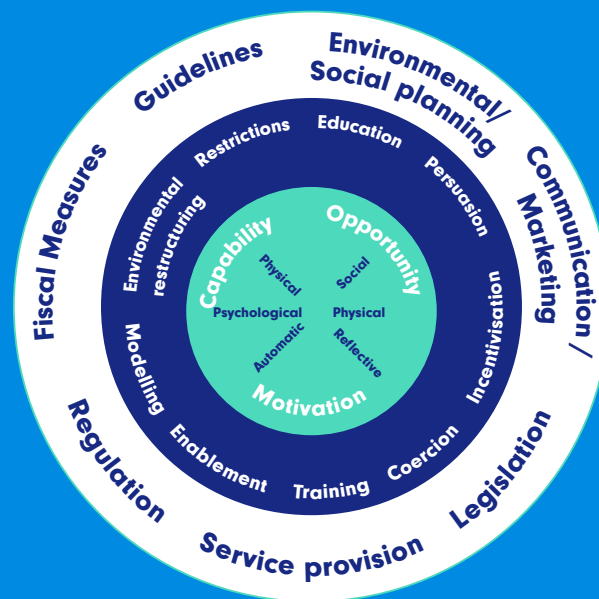 Guidelines
Environmental/
Social planning
Communication /
Marketing
Legislation
Service provision
Regulation
Fiscal Measures
Restrictions
Education
Persuasion
Incentivisation
Coercion
Training
Enablement
Modelling
Environmental
restructuring
Capability
Opportunity
Motivation
Physical
Social
Psychological
Physical
Automatic
Reflective